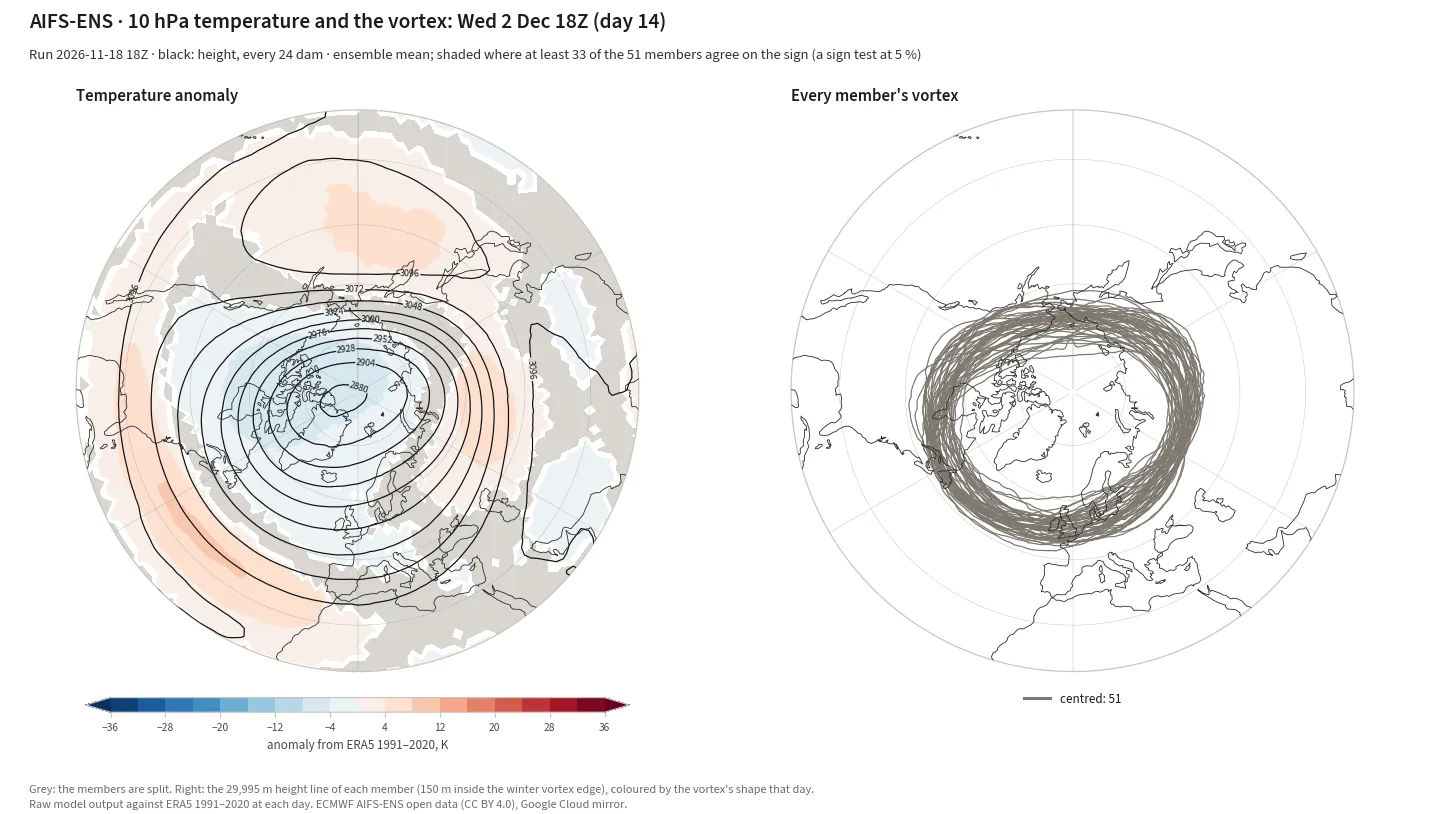 AIFS-ENS · 10 hPa temperature and the vortex: Wed 2 Dec 18Z (day 14)
Run 2026-11-18 18Z · black: height, every 24 dam · ensemble mean; shaded where at least 33 of the 51 members agree on the sign (a sign test at 5 %)
Temperature anomaly
Every member's vortex
3096
3072
3048
3024
3000
2976
2952
2928
2904
2880
3096
centred: 51
−36 −28 −20 −12 −4 4 12 20 28 36
anomaly from ERA5 1991–2020, K
Grey: the members are split. Right: the 29,995 m height line of each member (150 m inside the winter vortex edge), coloured by the vortex's shape that day.
Raw model output against ERA5 1991–2020 at each day. ECMWF AIFS-ENS open data (CC BY 4.0), Google Cloud mirror.